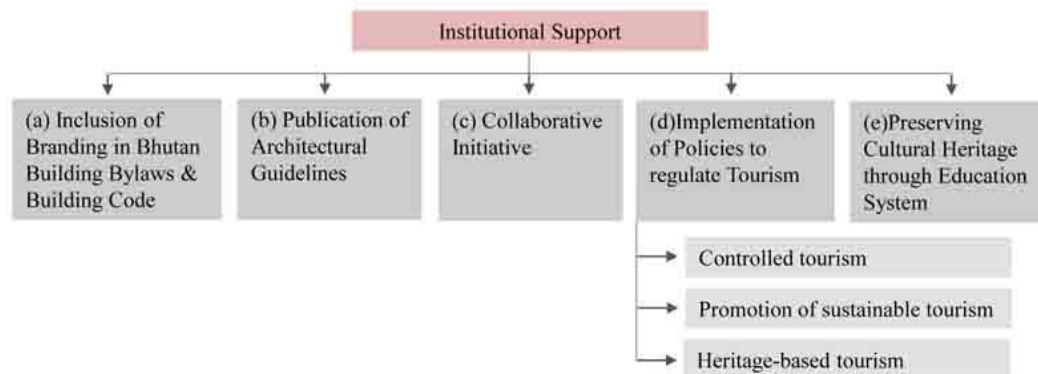 Institutional Support
(a) Inclusion of
Branding in Bhutan
Building Bylaws &
Building Code
(b) Publication of
Architectural
Guidelines
(c) Collaborative
Initiative
(d)Implementation
of Policies to
regulate Tourism
(e)Preserving
Cultural Heritage
through Education
System
Controlled tourism
Promotion of sustainable tourism
Heritage-based tourism